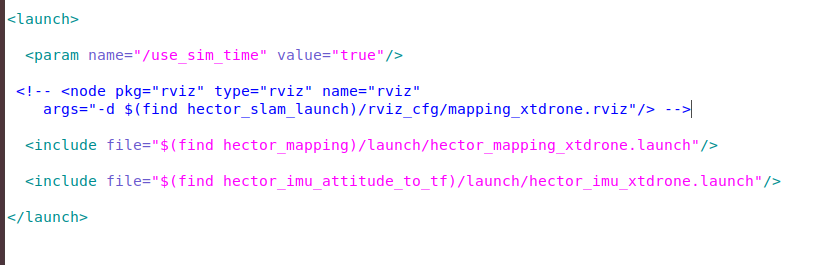 <launch>
<param name="/use_sim_time" value="true"/>
<!-- <node pkg="rviz" type="rviz" name="rviz"
args="-d $(find hector_slam_launch)/rviz_cfg/mapping_xtdrone.rviz"/> -->
<include file="$(find hector_mapping)/launch/hector_mapping_xtdrone.launch"/>
<include file="$(find hector_imu_attitude_to_tf)/launch/hector_imu_xtdrone.launch"/>
</launch>